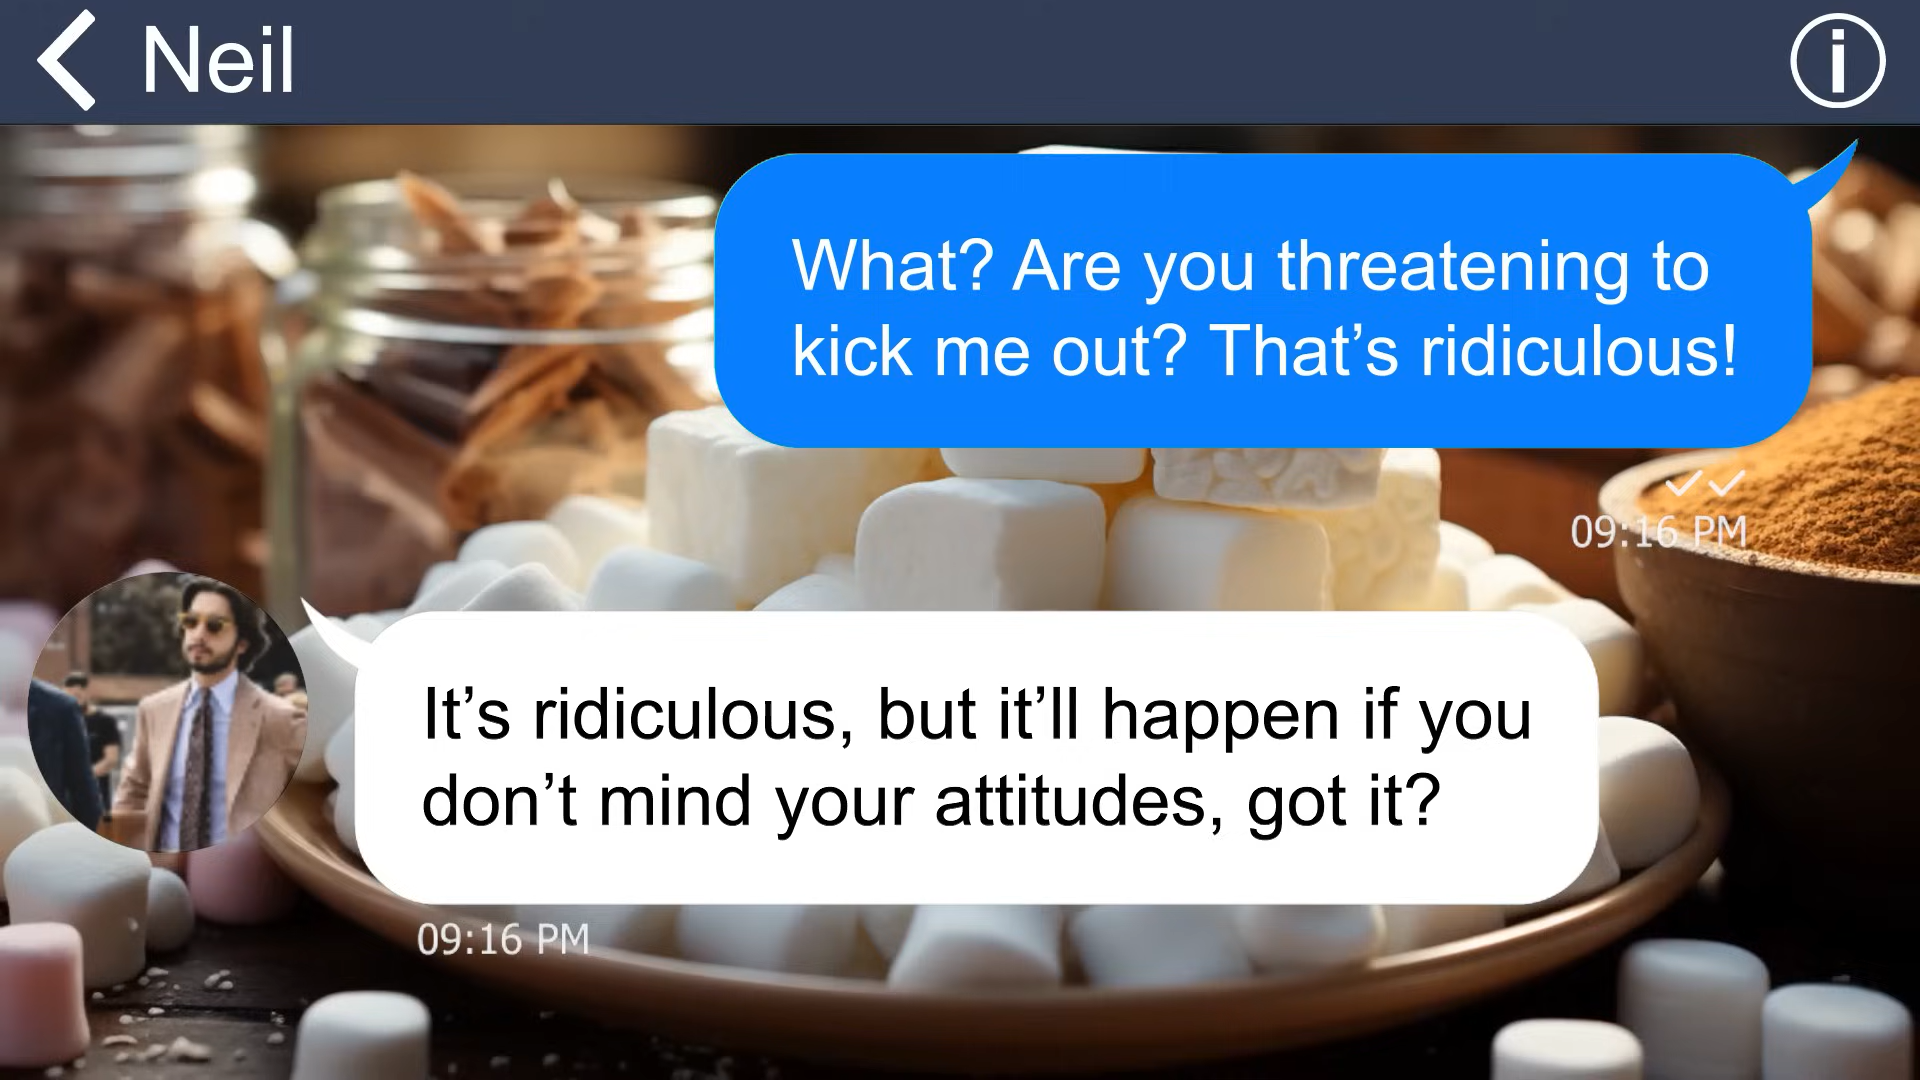 Neil
What? Are you threatening to
kick me out? That’s ridiculous!
09:16 PM
It’s ridiculous, but it’ll happen if you
don’t mind your attitudes, got it?
09:16 PM